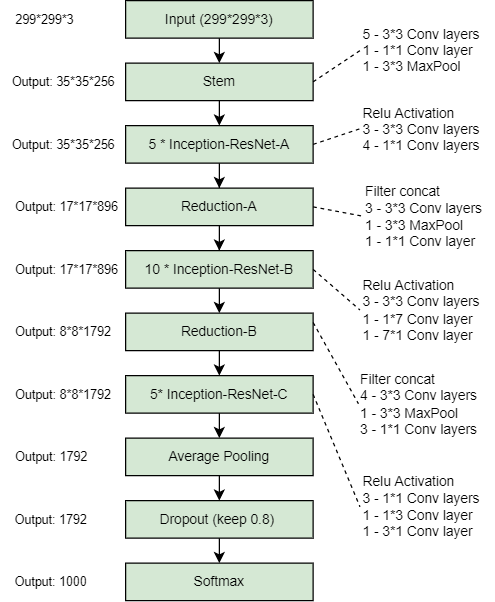 299*299*3
Input (299*299*3)
5 - 3*3 Conv layers
1 - 1*1 Conv layer
1 - 3*3 MaxPool
Output: 35*35*256
Stem
Relu Activation
3 - 3*3 Conv layers
4 - 1*1 Conv layers
Output: 35*35*256
5 * Inception-ResNet-A
Filter concat
3 - 3*3 Conv layers
1 - 3*3 MaxPool
1 - 1*1 Conv layer
Output: 17*17*896
Reduction-A
Output: 17*17*896
10 * Inception-ResNet-B
Relu Activation
3 - 3*3 Conv layers
1 - 1*7 Conv layer
1 - 7*1 Conv layer
Output: 8*8*1792
Reduction-B
Filter concat
4 - 3*3 Conv layers
1 - 3*3 MaxPool
3 - 1*1 Conv layers
Output: 8*8*1792
5* Inception-ResNet-C
Output: 1792
Average Pooling
Relu Activation
3 - 1*1 Conv layers
1 - 1*3 Conv layer
1 - 3*1 Conv layer
Output: 1792
Dropout (keep 0.8)
Output: 1000
Softmax